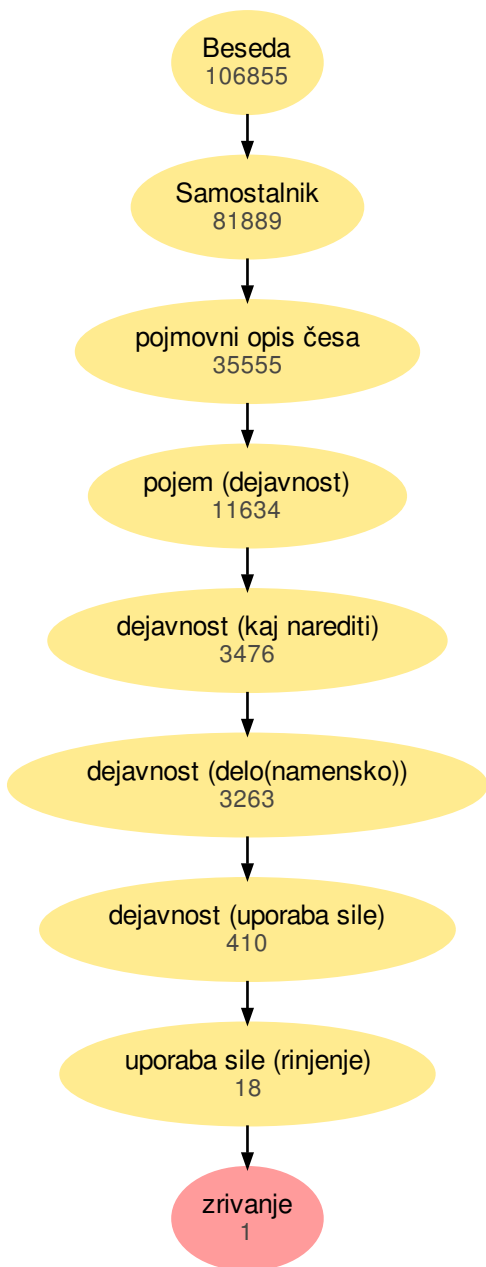 Beseda
106855
Samostalnik
81889
pojmovni opis česa
35555
pojem (dejavnost)
11634
dejavnost (kaj narediti)
3476
dejavnost (delo(namensko))
3263
dejavnost (uporaba sile)
410
uporaba sile (rinjenje)
18
zrivanje
1